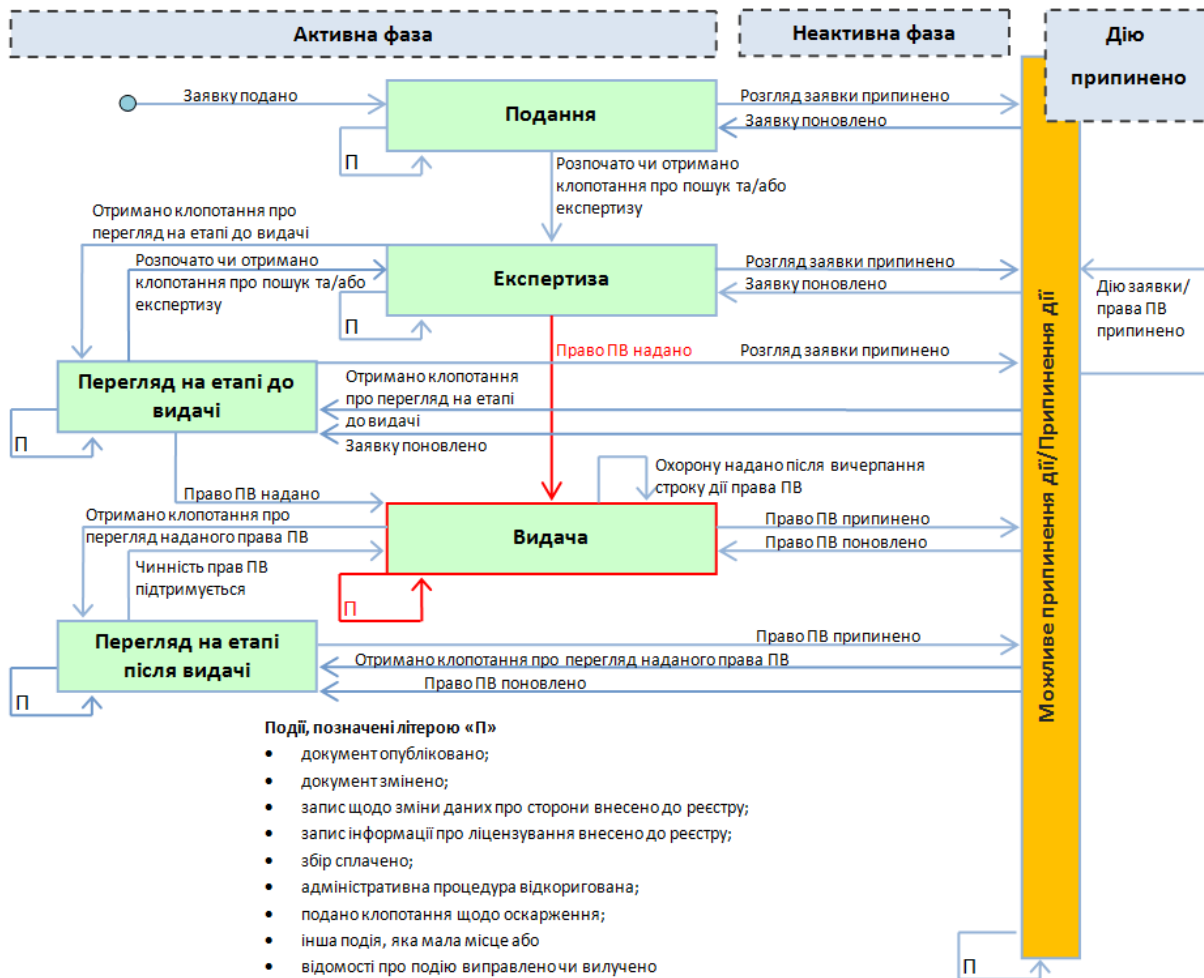 Активна фаза
Неактивна фаза
Дію
припинено
Заявку подано
Подання
Розгляд заявки припинено
Заявку поновлено
П
Розпочато чи отримано
клопотання про пошук та/або
експертизу
Отримано клопотання про
перегляд на етапі до видачі
Розпочато чи отримано
клопотання про пошук та/або
експертизу
Експертиза
Розгляд заявки припинено
Заявку поновлено
П
Дію заявки/
права ПВ
припинено
Право ПВ надано
Розгляд заявки припинено
Перегляд на етапі до
видачі
Отримано клопотання
про перегляд на етапі
до видачі
Заявку поновлено
П
Право ПВ надано
Охорону надано після вичерпання
строку дії права ПВ
Отримано клопотання про
перегляд наданого права ПВ
Видача
Право ПВ припинено
Право ПВ поновлено
Чинність прав ПВ
підтримується
П
Перегляд на етапі
після видачі
Право ПВ припинено
Отримано клопотання про перегляд наданого права ПВ
Право ПВ поновлено
П
Можливе припинення дії/Припинення дії
Події, позначені літерою «П»
• документ опубліковано;
• документ змінено;
• запис щодо зміни даних про сторони внесено до реєстру;
• запис інформації про ліцензування внесено до реєстру;
• збір сплачено;
• адміністративна процедура відкоригована;
• подано клопотання щодо оскарження;
• інша подія, яка мала місце або
• відомості про подію виправлено чи вилучено
П